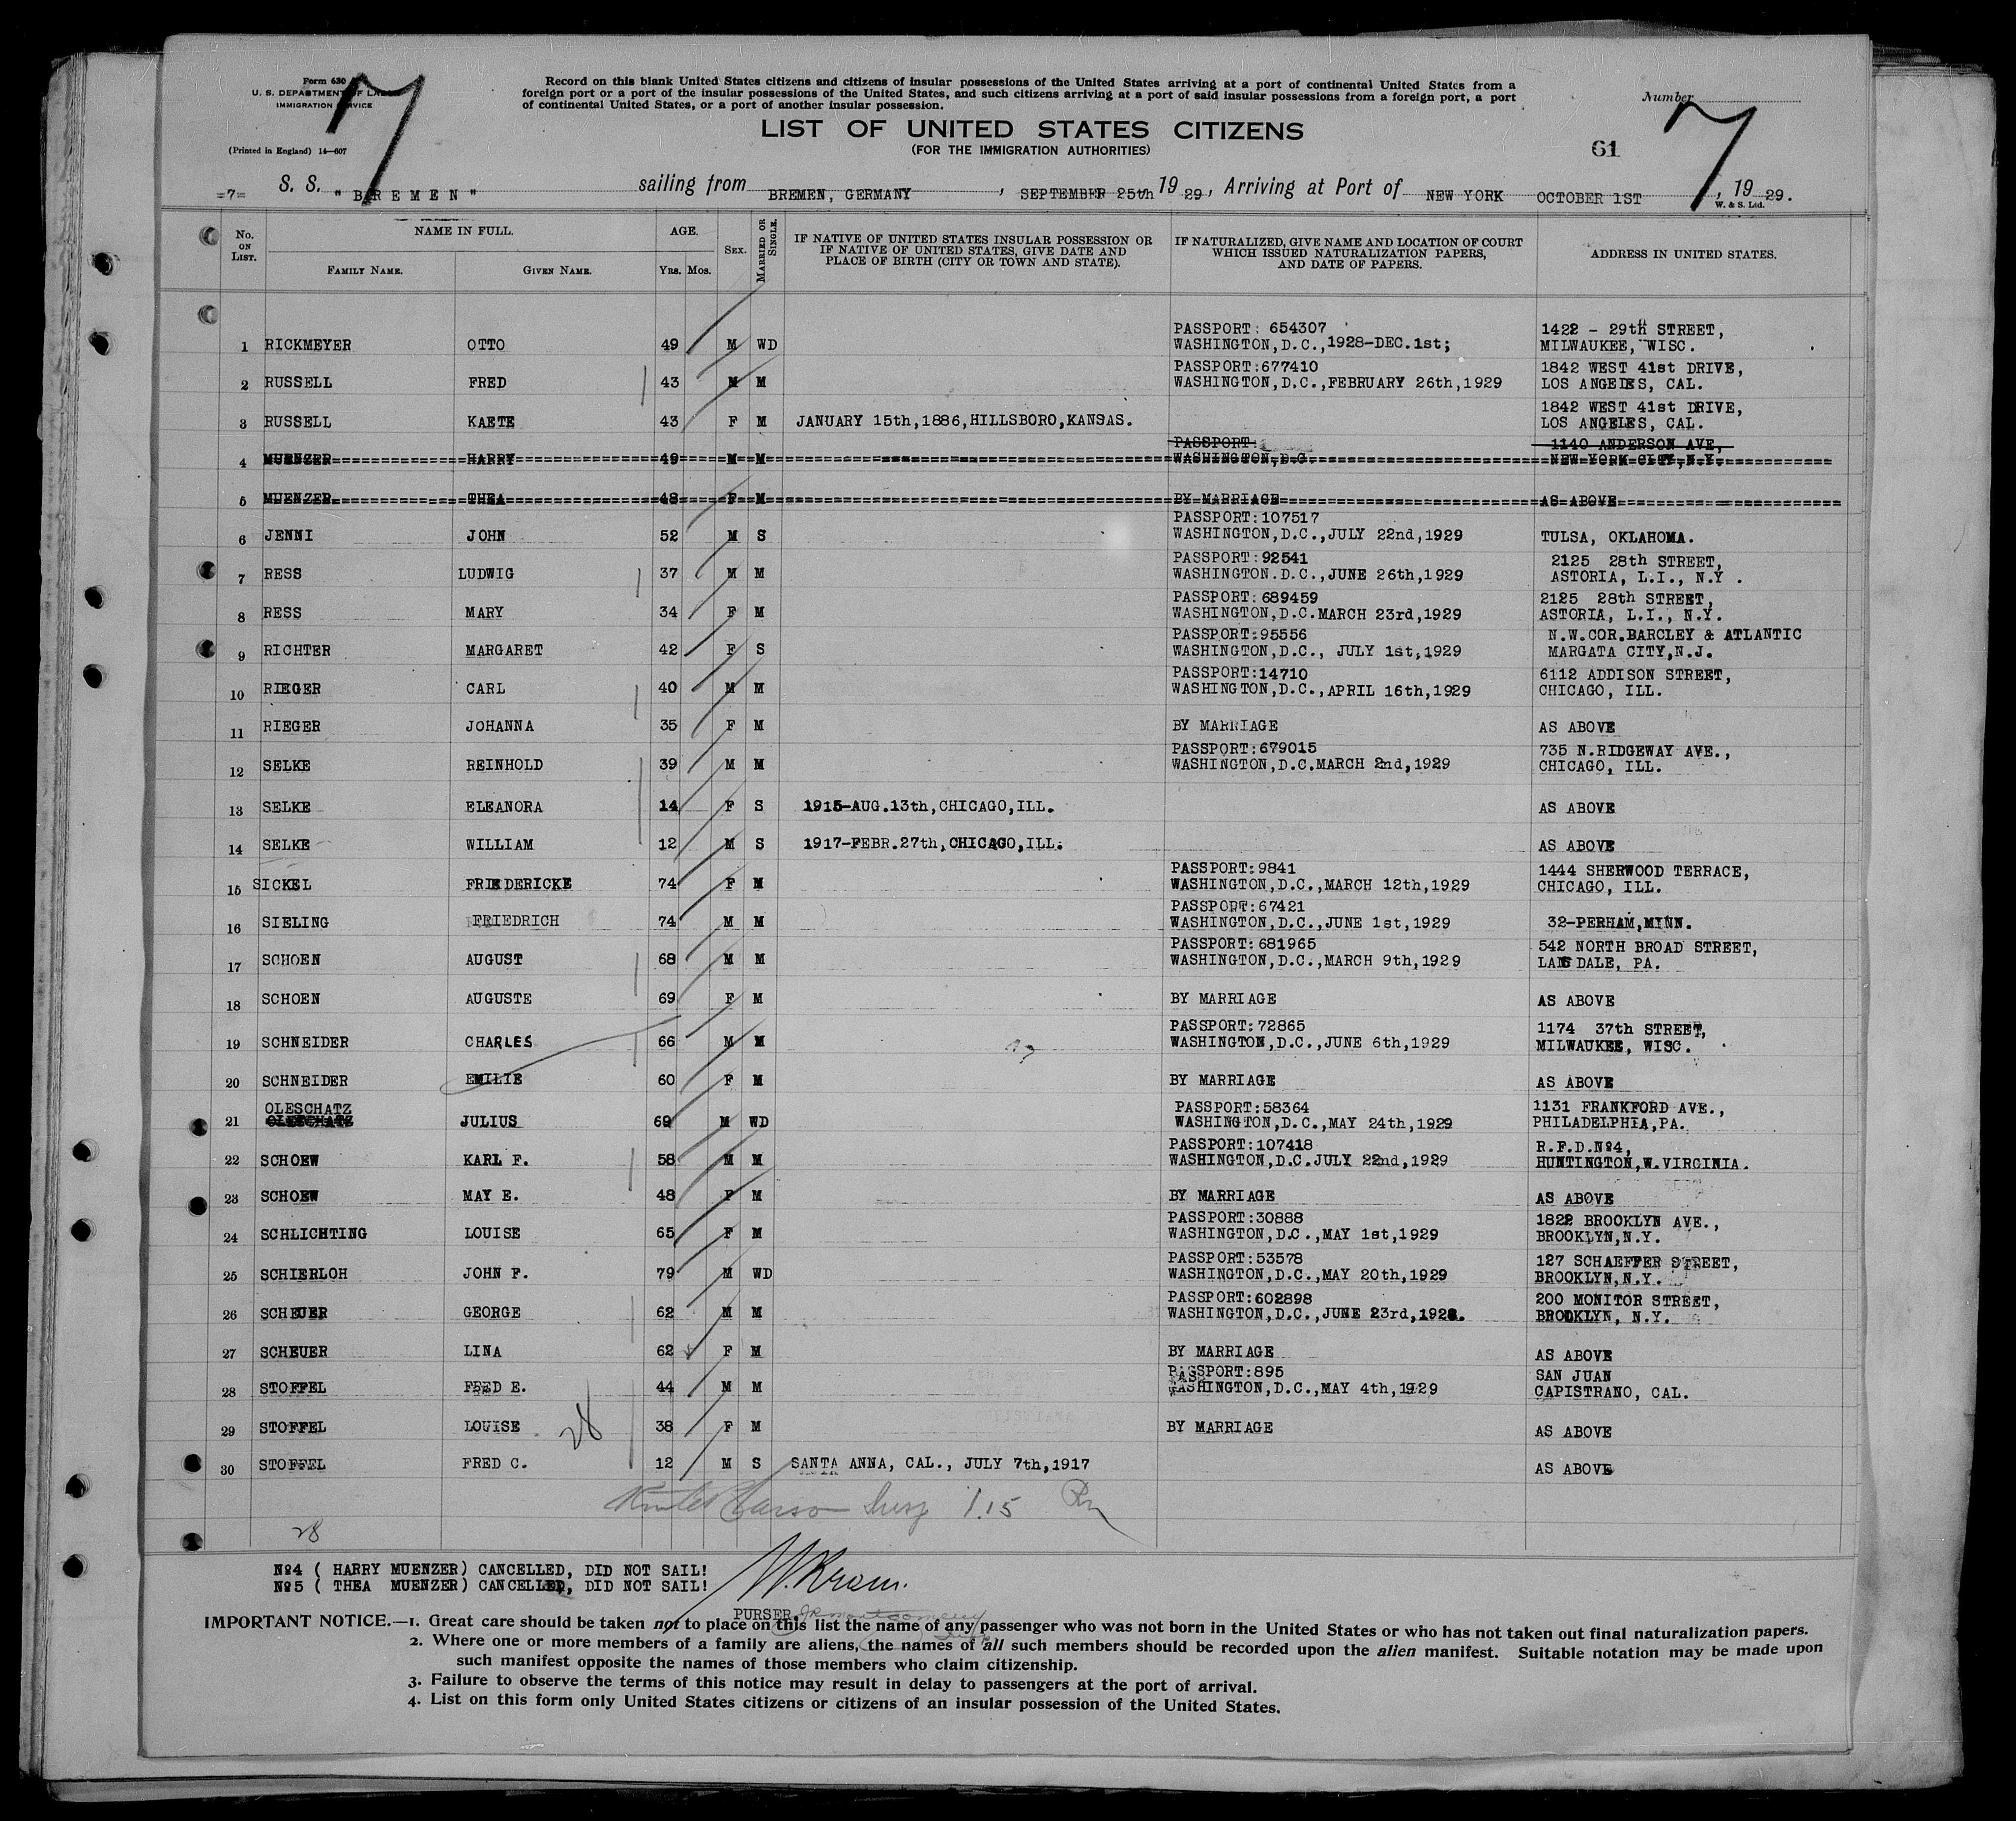 Form 630
U. S. DEPARTMENT OF LABOR
IMMIGRATION SERVICE
(Printed in England) 14—607
7
Record on this blank United States citizens and citizens of insular possessions of the United States arriving at a port of continental United States from a
foreign port or a port of the insular possessions of the United States, and such citizens arriving at a port of said insular possessions from a foreign port, a port
of continental United States, or a port of another insular possession.
Number
7
LIST OF UNITED STATES CITIZENS
(FOR THE IMMIGRATION AUTHORITIES)
61
=7= S. S. "BREMEN" sailing from BREMEN, GERMANY, SEPTEMBER 25th 19 29, Arriving at Port of NEW YORK OCTOBER 1ST, 19 29.
W. & S. Ltd.
No. ON LIST. NAME IN FULL. FAMILY NAME. GIVEN NAME. AGE. Yrs. Mos. SEX. MARRIED OR SINGLE. IF NATIVE OF UNITED STATES INSULAR POSSESSION OR IF NATIVE OF UNITED STATES, GIVE DATE AND PLACE OF BIRTH (CITY OR TOWN AND STATE). IF NATURALIZED, GIVE NAME AND LOCATION OF COURT WHICH ISSUED NATURALIZATION PAPERS, AND DATE OF PAPERS. ADDRESS IN UNITED STATES.
1 RICKMEYER OTTO 49 M WD PASSPORT: 654307 WASHINGTON,D.C.,1928-DEC.1st; 1422 - 29th STREET, MILWAUKEE, WISC.
2 RUSSELL FRED 43 M M PASSPORT:677410 WASHINGTON,D.C.,FEBRUARY 26th,1929 1842 WEST 41st DRIVE, LOS ANGELES, CAL.
3 RUSSELL KAETE 43 F M JANUARY 15th,1886,HILLSBORO,KANSAS. 1842 WEST 41st DRIVE, LOS ANGELES, CAL.
4 MUENZER HARRY 49 M M PASSPORT: WASHINGTON,D.C. 1140 ANDERSON AVE, NEW YORK CITY,N.Y.
5 MUENZER THEA 48 F M BY MARRIAGE AS ABOVE
6 JENNI JOHN 52 M S PASSPORT:107517 WASHINGTON,D.C.,JULY 22nd,1929 TULSA, OKLAHOMA.
7 RESS LUDWIG 37 M M PASSPORT:92541 WASHINGTON.D.C.,JUNE 26th,1929 2125 28th STREET, ASTORIA, L.I., N.Y .
8 RESS MARY 34 F M PASSPORT:689459 WASHINGTON,D.C.MARCH 23rd,1929 2125 28th STREET, ASTORIA, L.I., N.Y.
9 RICHTER MARGARET 42 F S PASSPORT:95556 WASHINGTON,D.C., JULY 1st,1929 N.W.COR.BARCLEY & ATLANTIC MARGATA CITY,N.J.
10 RIEGER CARL 40 M M PASSPORT:14710 WASHINGTON,D.C.,APRIL 16th,1929 6112 ADDISON STREET, CHICAGO, ILL.
11 RIEGER JOHANNA 35 F M BY MARRIAGE AS ABOVE
12 SELKE REINHOLD 39 M M PASSPORT:679015 WASHINGTON,D.C.MARCH 2nd,1929 735 N.RIDGEWAY AVE., CHICAGO, ILL.
13 SELKE ELEANORA 14 F S 1915-AUG.13th,CHICAGO,ILL. AS ABOVE
14 SELKE WILLIAM 12 M S 1917-FEBR.27th,CHICAGO,ILL. AS ABOVE
15 SICKEL FRIEDERICKE 74 F M PASSPORT:9841 WASHINGTON,D.C.,MARCH 12th,1929 1444 SHERWOOD TERRACE, CHICAGO, ILL.
16 SIELING FRIEDRICH 74 M M PASSPORT:67421 WASHINGTON,D.C.,JUNE 1st,1929 32-PERHAM,MINN.
17 SCHOEN AUGUST 68 M M PASSPORT:681965 WASHINGTON,D.C.,MARCH 9th,1929 542 NORTH BROAD STREET, LANSDALE, PA.
18 SCHOEN AUGUSTE 69 F M BY MARRIAGE AS ABOVE
19 SCHNEIDER CHARLES 66 M M PASSPORT:72865 WASHINGTON,D.C.,JUNE 6th,1929 1174 37th STREET, MILWAUKEE, WISC.
20 SCHNEIDER EMILIE 60 F M BY MARRIAGE AS ABOVE
21 OLESCHATZ JULIUS 69 M WD PASSPORT:58364 WASHINGTON,D.C.,MAY 24th,1929 1131 FRANKFORD AVE., PHILADELPHIA,PA.
22 SCHOEW KARL F. 58 M M PASSPORT:107418 WASHINGTON,D.C.JULY 22nd,1929 R.F.D.№4, HUNTINGTON,W.VIRGINIA.
23 SCHOEW MAY E. 48 F M BY MARRIAGE AS ABOVE
24 SCHLICHTING LOUISE 65 F M PASSPORT:30888 WASHINGTON,D.C.,MAY 1st,1929 1822 BROOKLYN AVE., BROOKLYN,N.Y.
25 SCHIERLOH JOHN F. 79 M WD PASSPORT:53578 WASHINGTON,D.C.,MAY 20th,1929 127 SCHAEFFER STREET, BROOKLYN,N.Y.
26 SCHEUER GEORGE 62 M M PASSPORT:602898 WASHINGTON,D.C.,JUNE 23rd,1928. 200 MONITOR STREET, BROOKLYN, N.Y.
27 SCHEUER LINA 62 F M BY MARRIAGE AS ABOVE
28 STOFFEL FRED E. 44 M M PASSPORT:895 WASHINGTON,D.C.,MAY 4th,1929 SAN JUAN CAPISTRANO, CAL.
29 STOFFEL LOUISE 38 F M BY MARRIAGE AS ABOVE
28
30 STOFFEL FRED C. 12 M S SANTA ANNA, CAL., JULY 7th,1917 AS ABOVE
1.15
28
№4 ( HARRY MUENZER) CANCELLED, DID NOT SAIL!
№5 ( THEA MUENZER) CANCELLED, DID NOT SAIL!
PURSER.
IMPORTANT NOTICE.—1. Great care should be taken not to place on this list the name of any passenger who was not born in the United States or who has not taken out final naturalization papers.
2. Where one or more members of a family are aliens, the names of all such members should be recorded upon the alien manifest. Suitable notation may be made upon
such manifest opposite the names of those members who claim citizenship.
3. Failure to observe the terms of this notice may result in delay to passengers at the port of arrival.
4. List on this form only United States citizens or citizens of an insular possession of the United States.